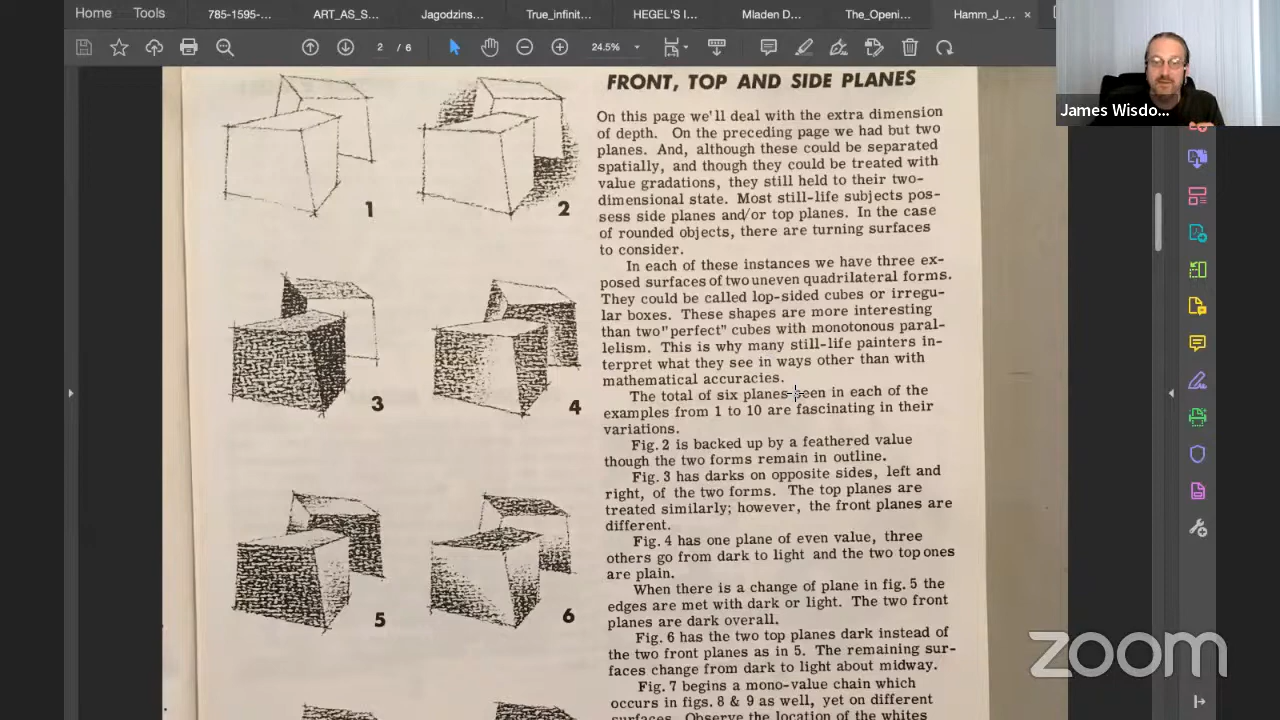 Home
Tools
785-1595-...
ART_AS_S...
Jagodzins...
True_infinit...
HEGEL'S I...
Mladen D...
The_Openi...
Hamm_J_...
2 / 6
24.5%
James Wisdo...
FRONT, TOP AND SIDE PLANES
On this page we'll deal with the extra dimension
of depth. On the preceding page we had but two
planes. And, although these could be separated
spatially, and though they could be treated with
value gradations, they still held to their two-
dimensional state. Most still-life subjects pos-
sess side planes and/or top planes. In the case
of rounded objects, there are turning surfaces
to consider.
In each of these instances we have three ex-
posed surfaces of two uneven quadrilateral forms.
They could be called lop-sided cubes or irregu-
lar boxes. These shapes are more interesting
than two "perfect" cubes with monotonous paral-
lelism. This is why many still-life painters in-
terpret what they see in ways other than with
mathematical accuracies.
The total of six planes seen in each of the
examples from 1 to 10 are fascinating in their
variations.
Fig. 2 is backed up by a feathered value
though the two forms remain in outline.
Fig. 3 has darks on opposite sides, left and
right, of the two forms. The top planes are
treated similarly; however, the front planes are
different.
Fig. 4 has one plane of even value, three
others go from dark to light and the two top ones
are plain.
When there is a change of plane in fig. 5 the
edges are met with dark or light. The two front
planes are dark overall.
Fig. 6 has the two top planes dark instead of
the two front planes as in 5. The remaining sur-
faces change from dark to light about midway.
Fig. 7 begins a mono-value chain which
occurs in figs. 8 & 9 as well, yet on different
surfaces. Observe the location of the whites
1
2
3
4
5
6
zoom